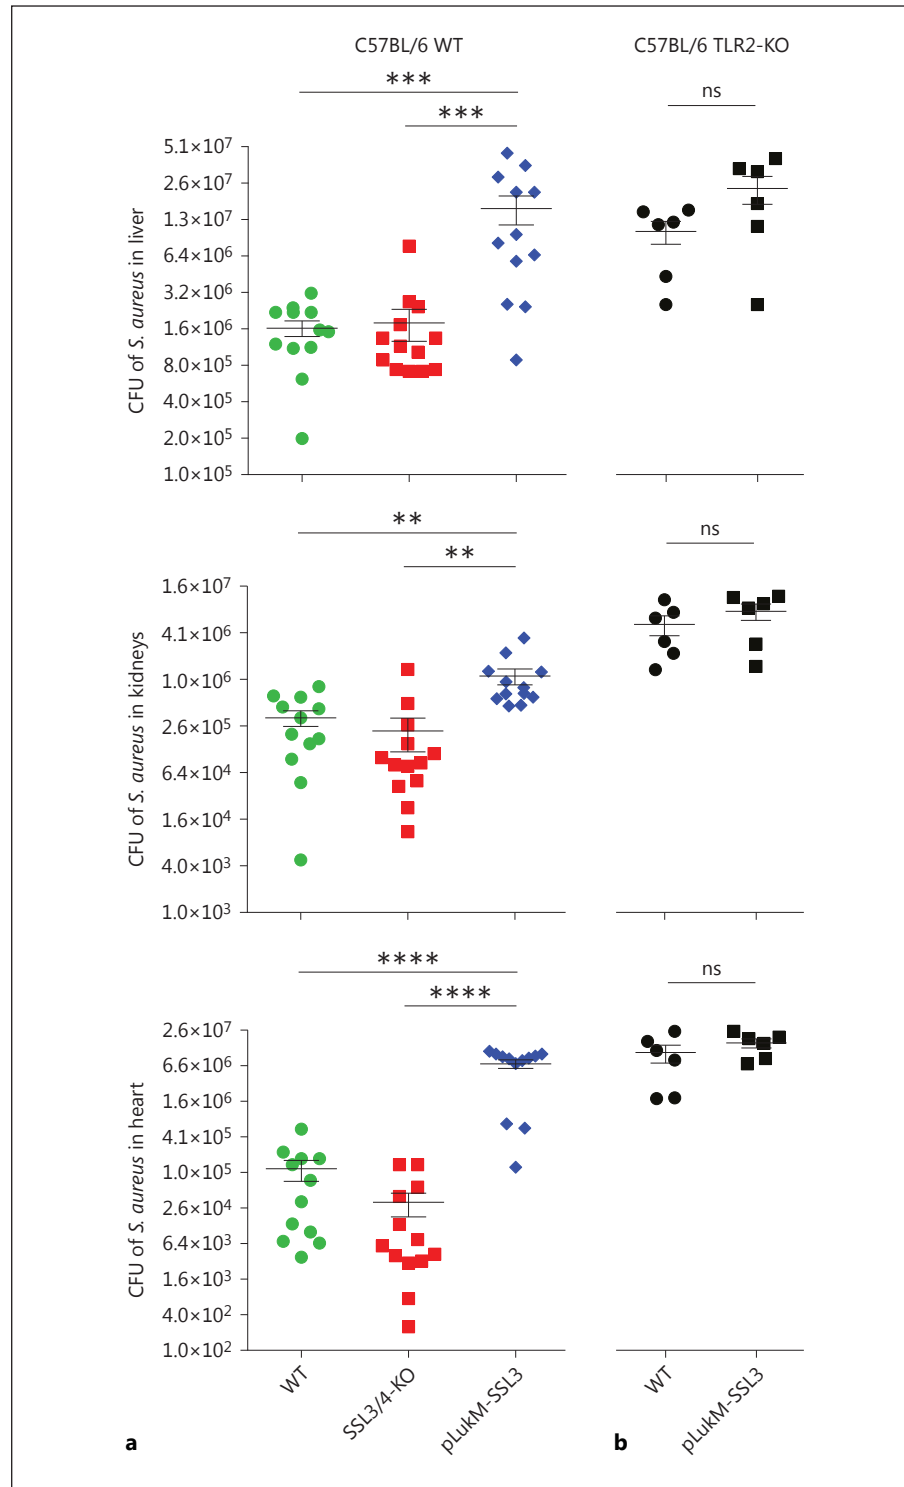 C57BL/6 WT
C57BL/6 TLR2-KO
***
***
ns
CFU of S. aureus in liver
5.1×10⁷
2.6×10⁷
1.3×10⁷
6.4×10⁶
3.2×10⁶
1.6×10⁶
8.0×10⁵
4.0×10⁵
2.0×10⁵
1.0×10⁵
**
**
ns
CFU of S. aureus in kidneys
1.6×10⁷
4.1×10⁶
1.0×10⁶
2.6×10⁵
6.4×10⁴
1.6×10⁴
4.0×10³
1.0×10³
****
****
ns
CFU of S. aureus in heart
2.6×10⁷
6.6×10⁶
1.6×10⁶
4.1×10⁵
1.0×10⁵
2.6×10⁴
6.4×10³
1.6×10³
4.0×10²
1.0×10²
WT
SSL3/4-KO
pLukM-SSL3
WT
pLukM-SSL3
a
b